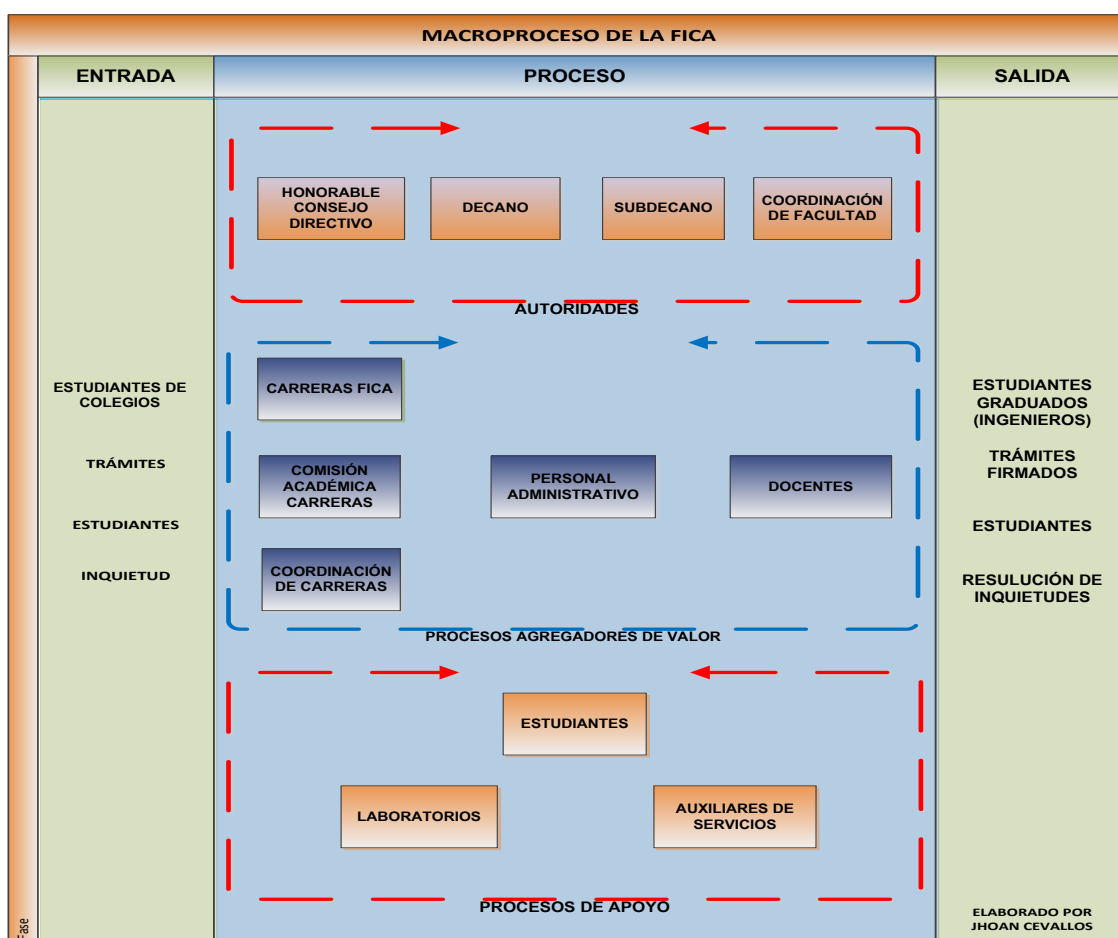 MACROPROCESO DE LA FICA
ENTRADA
PROCESO
SALIDA
HONORABLE
CONSEJO
DIRECTIVO
DECANO
SUBDECANO
COORDINACIÓN
DE FACULTAD
AUTORIDADES
ESTUDIANTES DE
COLEGIOS
TRÁMITES
ESTUDIANTES
INQUIETUD
CARRERAS FICA
COMISIÓN
ACADÉMICA
CARRERAS
PERSONAL
ADMINISTRATIVO
DOCENTES
COORDINACIÓN
DE CARRERAS
PROCESOS AGREGADORES DE VALOR
ESTUDIANTES
GRADUADOS
(INGENIEROS)
TRÁMITES
FIRMADOS
ESTUDIANTES
RESULUCIÓN DE
INQUIETUDES
ESTUDIANTES
LABORATORIOS
AUXILIARES DE
SERVICIOS
PROCESOS DE APOYO
Fase
ELABORADO POR
JHOAN CEVALLOS